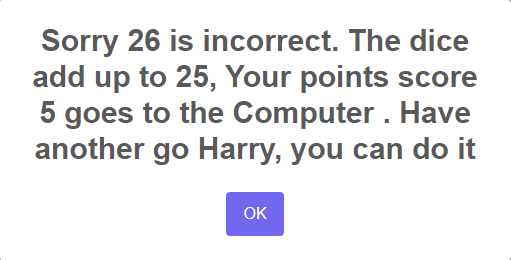 Sorry 26 is incorrect. The dice
add up to 25, Your points score
5 goes to the Computer . Have
another go Harry, you can do it
OK